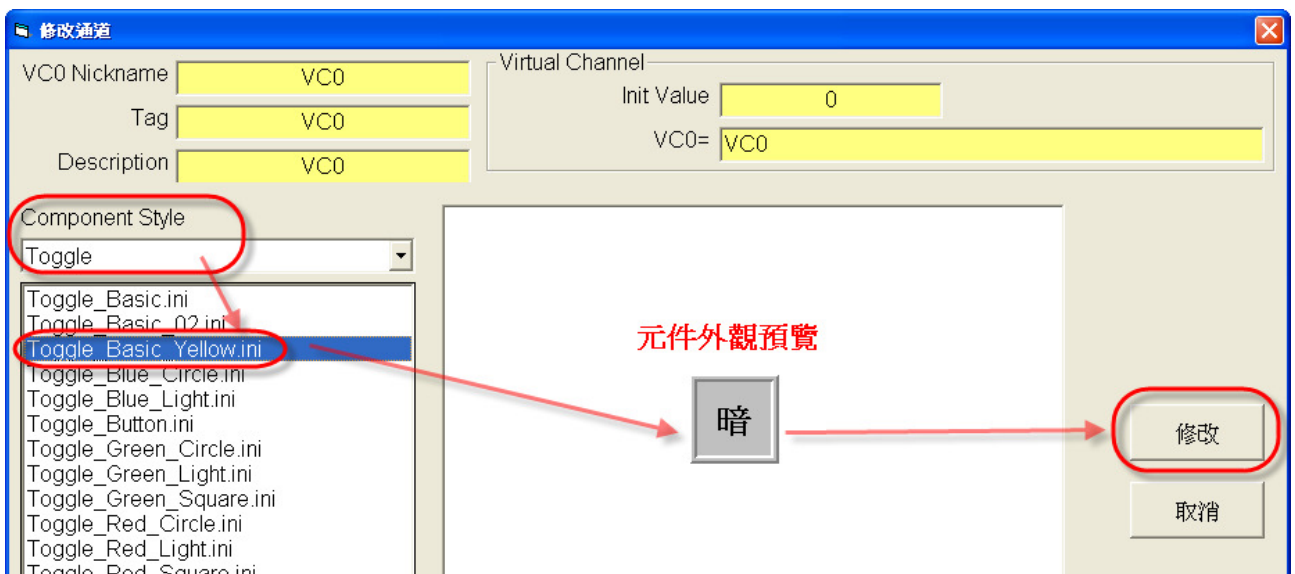 修改通道
VC0 Nickname VC0
Tag VC0
Description VC0
Virtual Channel
Init Value 0
VC0= VC0
Component Style
Toggle
Toggle_Basic.ini
Toggle_Basic_02.ini
Toggle_Basic_Yellow.ini
Toggle_Blue_Circle.ini
Toggle_Blue_Light.ini
Toggle_Button.ini
Toggle_Green_Circle.ini
Toggle_Green_Light.ini
Toggle_Green_Square.ini
Toggle_Red_Circle.ini
Toggle_Red_Light.ini
Toggle_Red_Square.ini
元件外觀預覽
暗
修改
取消